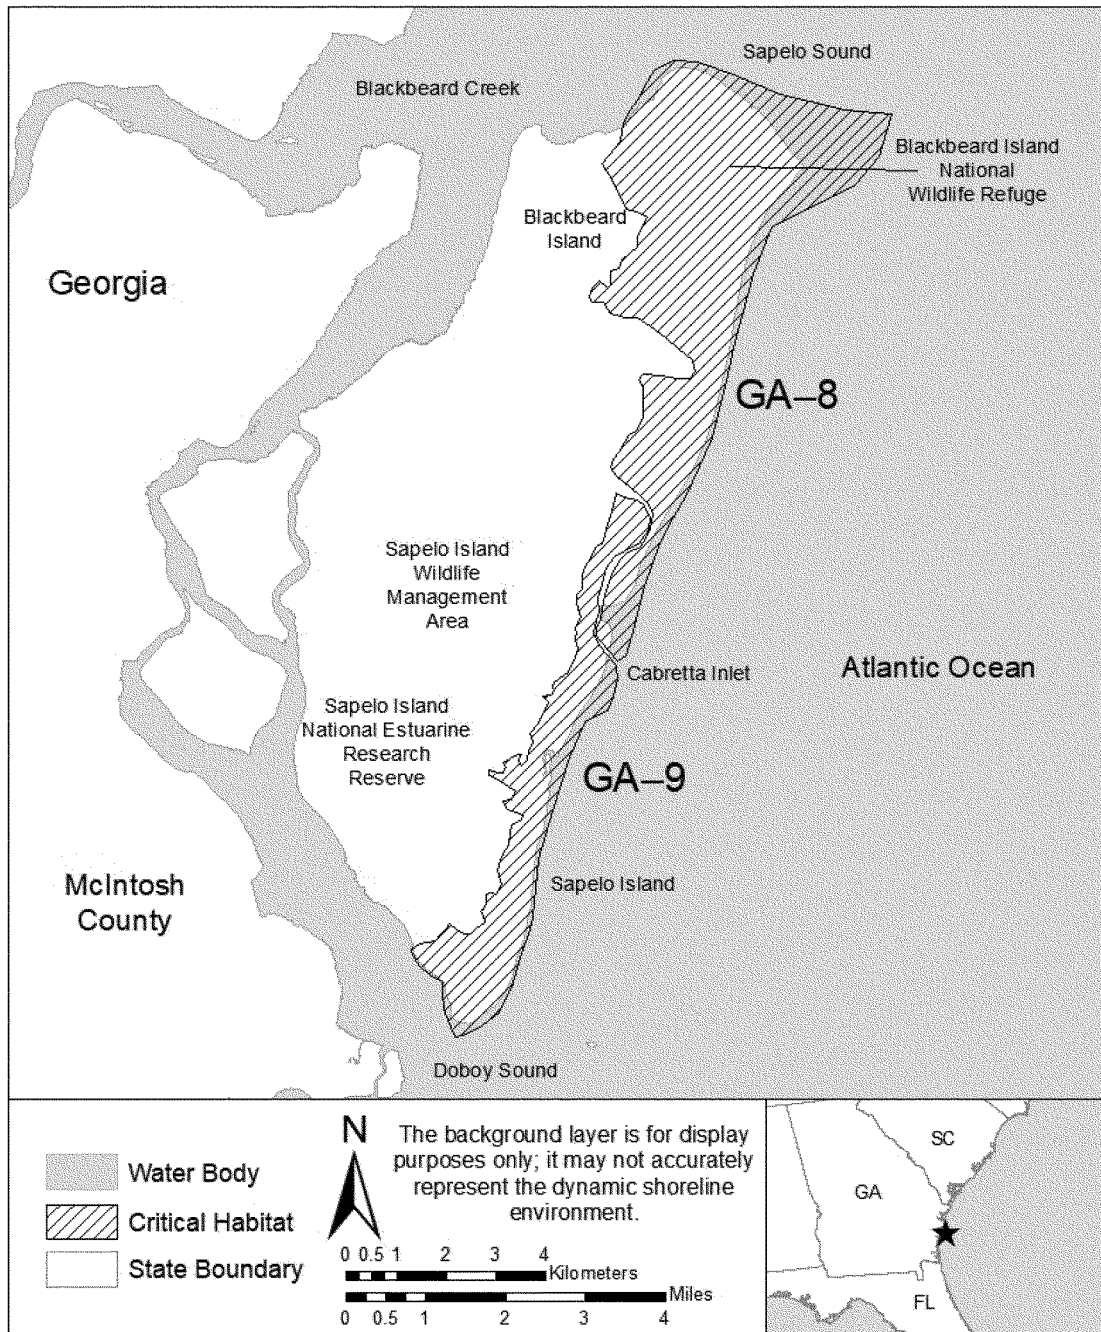 Sapelo Sound
Blackbeard Creek
Blackbeard Island
National
Wildlife Refuge
Blackbeard
Island
Georgia
GA–8
Sapelo Island
Wildlife
Management
Area
Cabretta Inlet
Atlantic Ocean
Sapelo Island
National Estuarine
Research
Reserve
GA–9
McIntosh
County
Sapelo Island
Doboy Sound
Water Body
Critical Habitat
State Boundary
N
The background layer is for display
purposes only; it may not accurately
represent the dynamic shoreline
environment.
0 0.5 1 2 3 4
Kilometers
Miles
0 0.5 1 2 3 4
SC
GA
FL